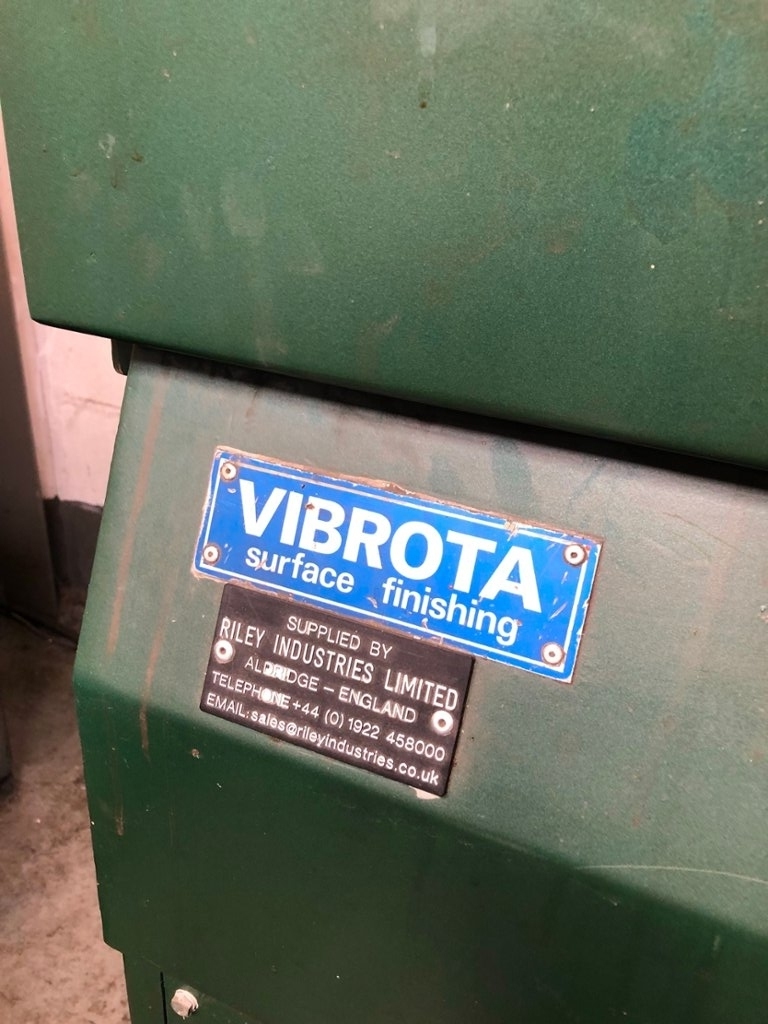 VIBROTA
surface finishing
SUPPLIED BY
RILEY INDUSTRIES LIMITED
ALDRIDGE – ENGLAND
TELEPHONE +44 (0) 1922 458000
EMAIL: sales@rileyindustries.co.uk